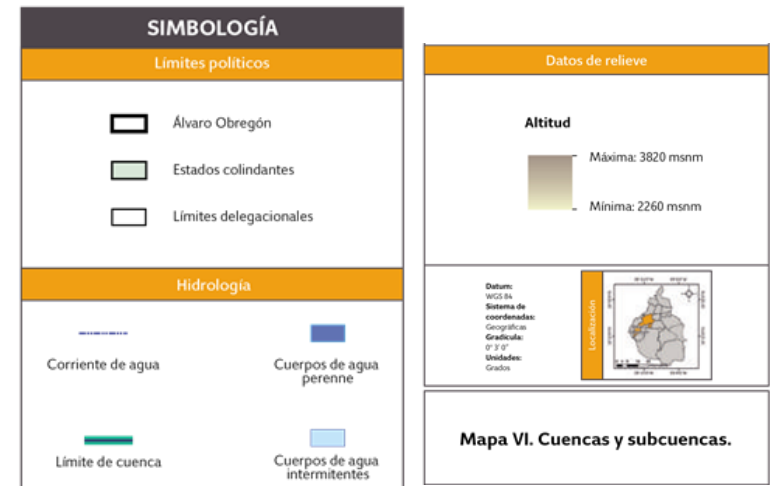 SIMBOLOGÍA
Límites políticos
Álvaro Obregón
Estados colindantes
Límites delegacionales
Hidrología
Corriente de agua
Cuerpos de agua
perenne
Límite de cuenca
Cuerpos de agua
intermitentes
Datos de relieve
Altitud
Máxima: 3820 msnm
Mínima: 2260 msnm
Datum:
WGS 84
Sistema de
coordenadas:
Geográficas
Gradícula:
0° 3' 0"
Unidades:
Grados
Localización
Mapa VI. Cuencas y subcuencas.